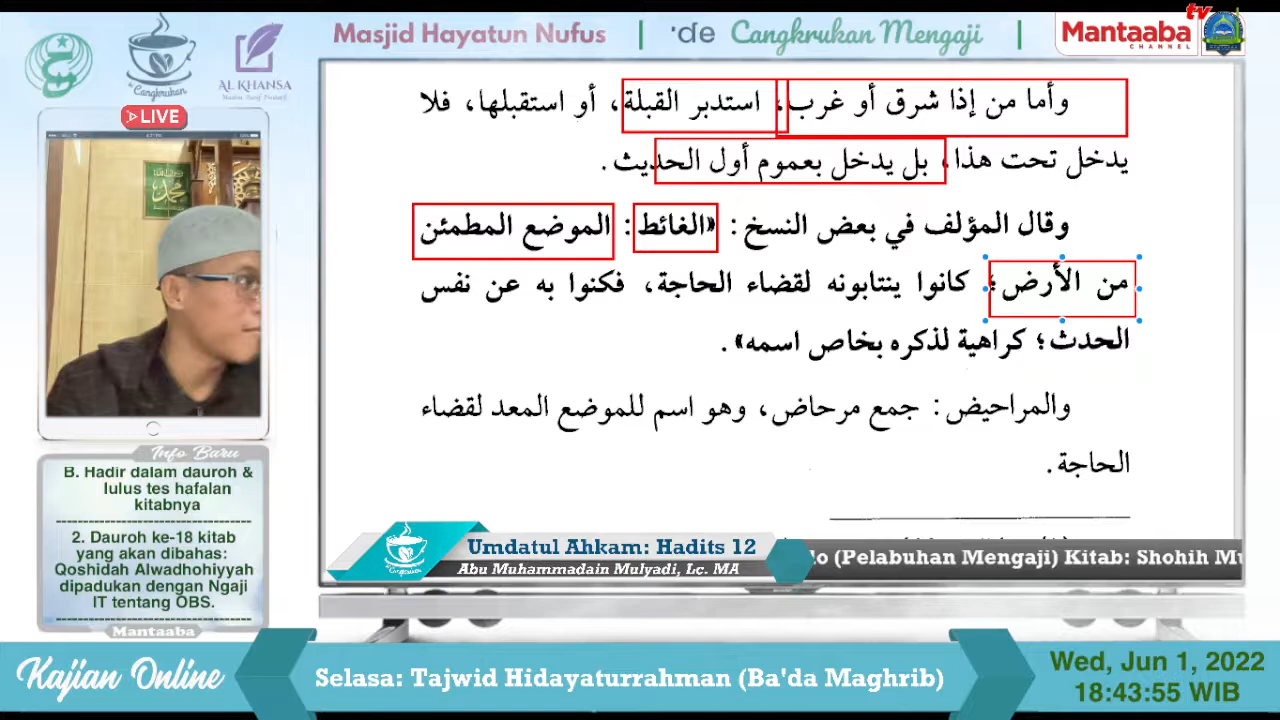 Masjid Hayatun Nufus | 'de Cangkrukan Mengaji |
Mantaaba tv
CHANNEL
Cangkrukan
AL KHANSA
LIVE
وأما من إذا شرق أو غرب، استدبر القبلة، أو استقبلها، فلا
يدخل تحت هذا، بل يدخل بعموم أول الحديث.
وقال المؤلف في بعض النسخ: «الغائط: الموضع المطمئن
من الأرض؛ كانوا ينتابونه لقضاء الحاجة، فكنوا به عن نفس
الحدث؛ كراهية لذكره بخاص اسمه».
والمراحيض: جمع مرحاض، وهو اسم للموضع المعد لقضاء
الحاجة.
Info Baru
B. Hadir dalam dauroh &
lulus tes hafalan
kitabnya
2. Dauroh ke-18 kitab
yang akan dibahas:
Qoshidah Alwadhohiyyah
dipadukan dengan Ngaji
IT tentang OBS.
Mantaaba
Umdatul Ahkam: Hadits 12
Abu Muhammadain Mulyadi, Lc. MA
lo (Pelabuhan Mengaji) Kitab: Shohih Mu
Kajian Online
Selasa: Tajwid Hidayaturrahman (Ba'da Maghrib)
Wed, Jun 1, 2022
18:43:55 WIB